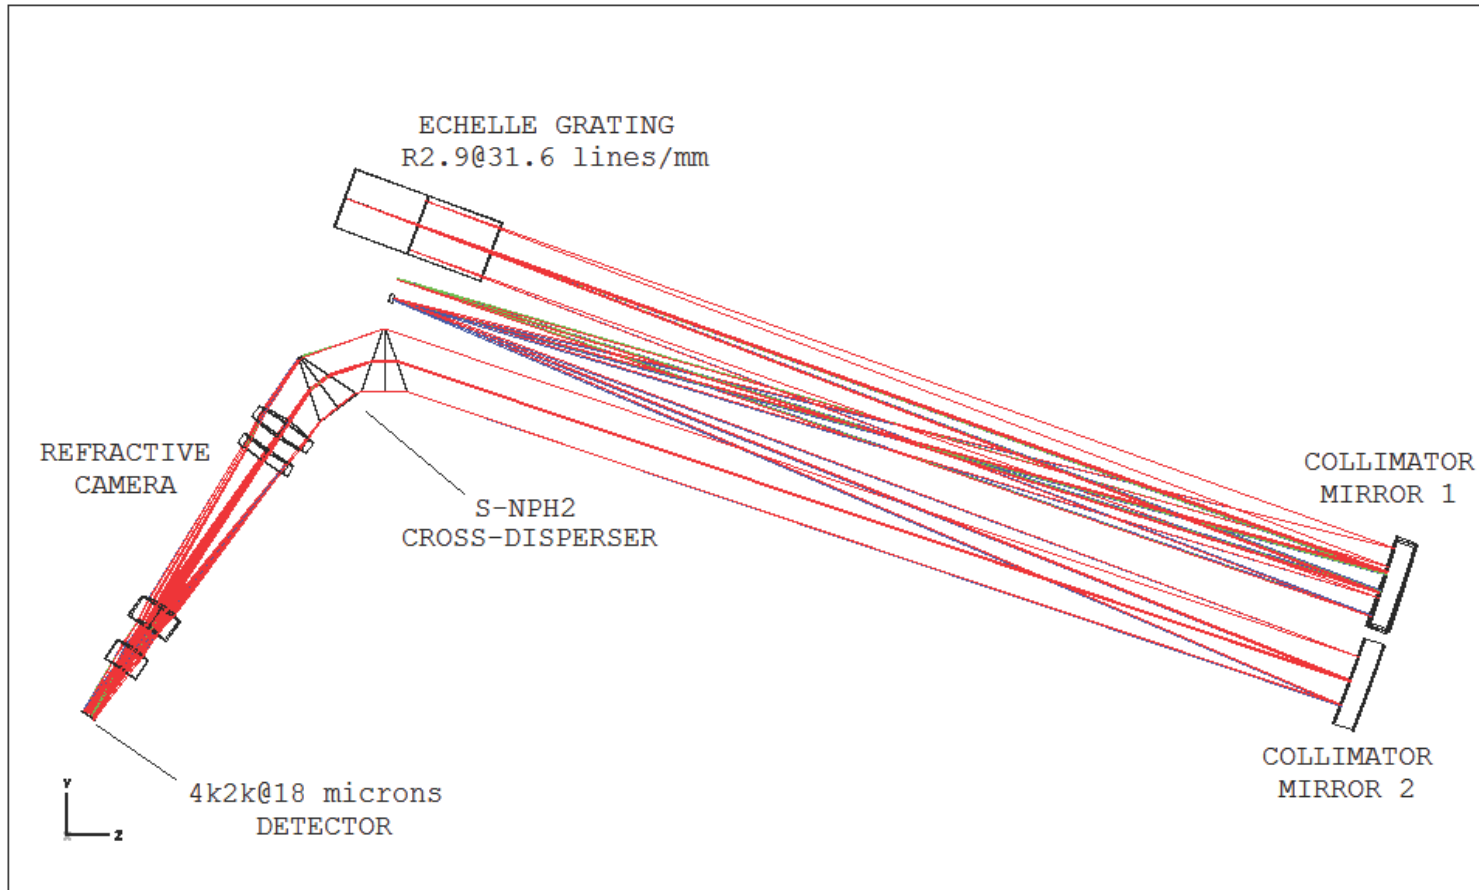 ECHELLE GRATING
R2.9@31.6 lines/mm
REFRACTIVE
CAMERA
S-NPH2
CROSS-DISPERSER
COLLIMATOR
MIRROR 1
COLLIMATOR
MIRROR 2
4k2k@18 microns
DETECTOR
Y
X
Z